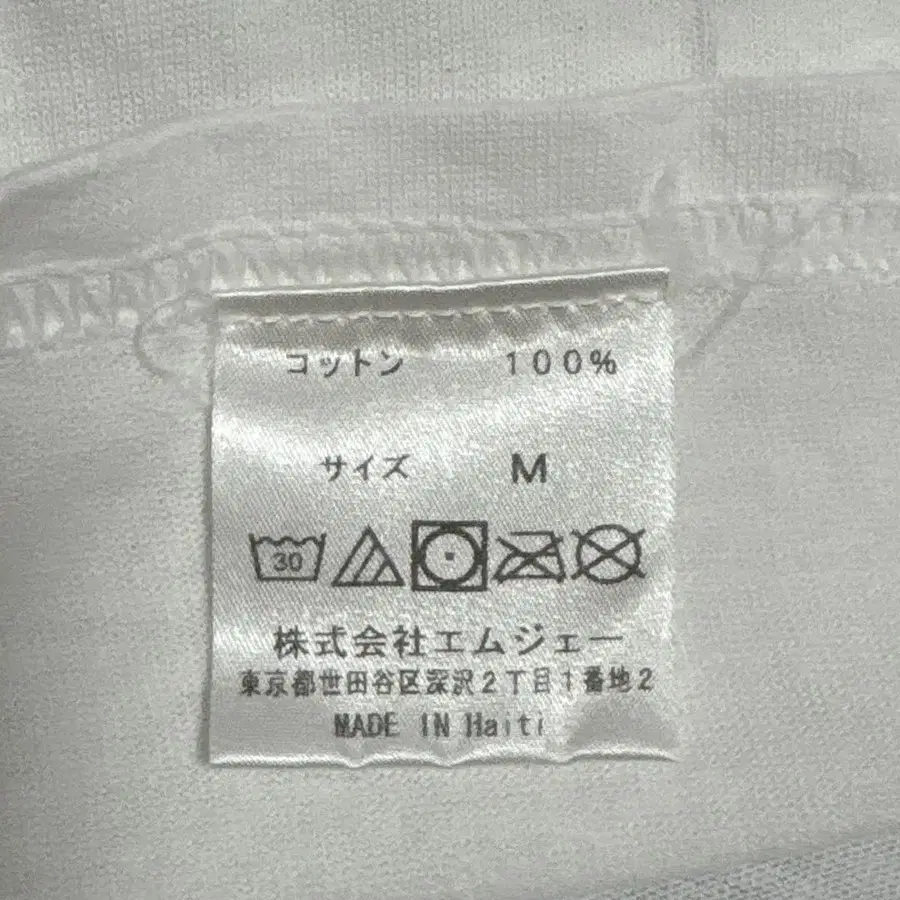 コットン 100%
サイズ M
30
株式会社エムジェー
東京都世田谷区深沢2丁目1番地2
MADE IN Haiti